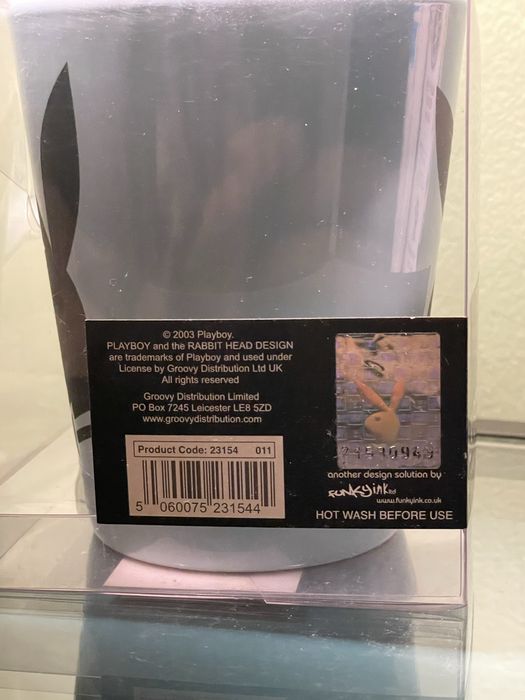 © 2003 Playboy.
PLAYBOY and the RABBIT HEAD DESIGN
are trademarks of Playboy and used under
License by Groovy Distribution Ltd UK
All rights reserved
Groovy Distribution Limited
PO Box 7245 Leicester LE8 5ZD
www.groovydistribution.com
Product Code: 23154 011
5 060075 231544
another design solution by
FUNKYink ltd
www.funkyink.co.uk
HOT WASH BEFORE USE